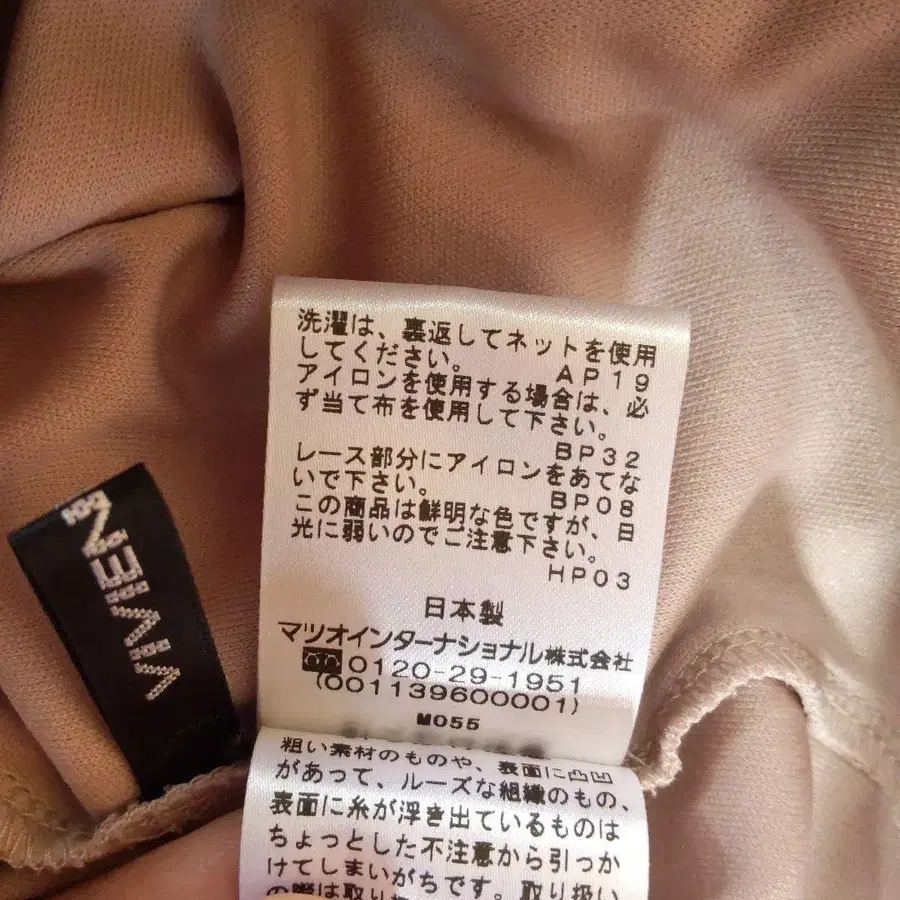 洗濯は、裏返してネットを使用
してください。
AP19
アイロンを使用する場合は、必
ず当て布を使用して下さい。
BP32
レース部分にアイロンをあてな
いで下さい。
BP08
この商品は鮮明な色ですが、日
光に弱いのでご注意下さい。
HP03
日本製
マツオインターナショナル株式会社
0120-29-1951
(001139600001)
M055
粗い素材のものや、表面に凸凹
があって、ルーズな組織のもの、
表面に糸が浮き出ているものは
ちょっとした不注意から引っか
けてしまいがちです。取り扱い
の際は取り
VIVIEN